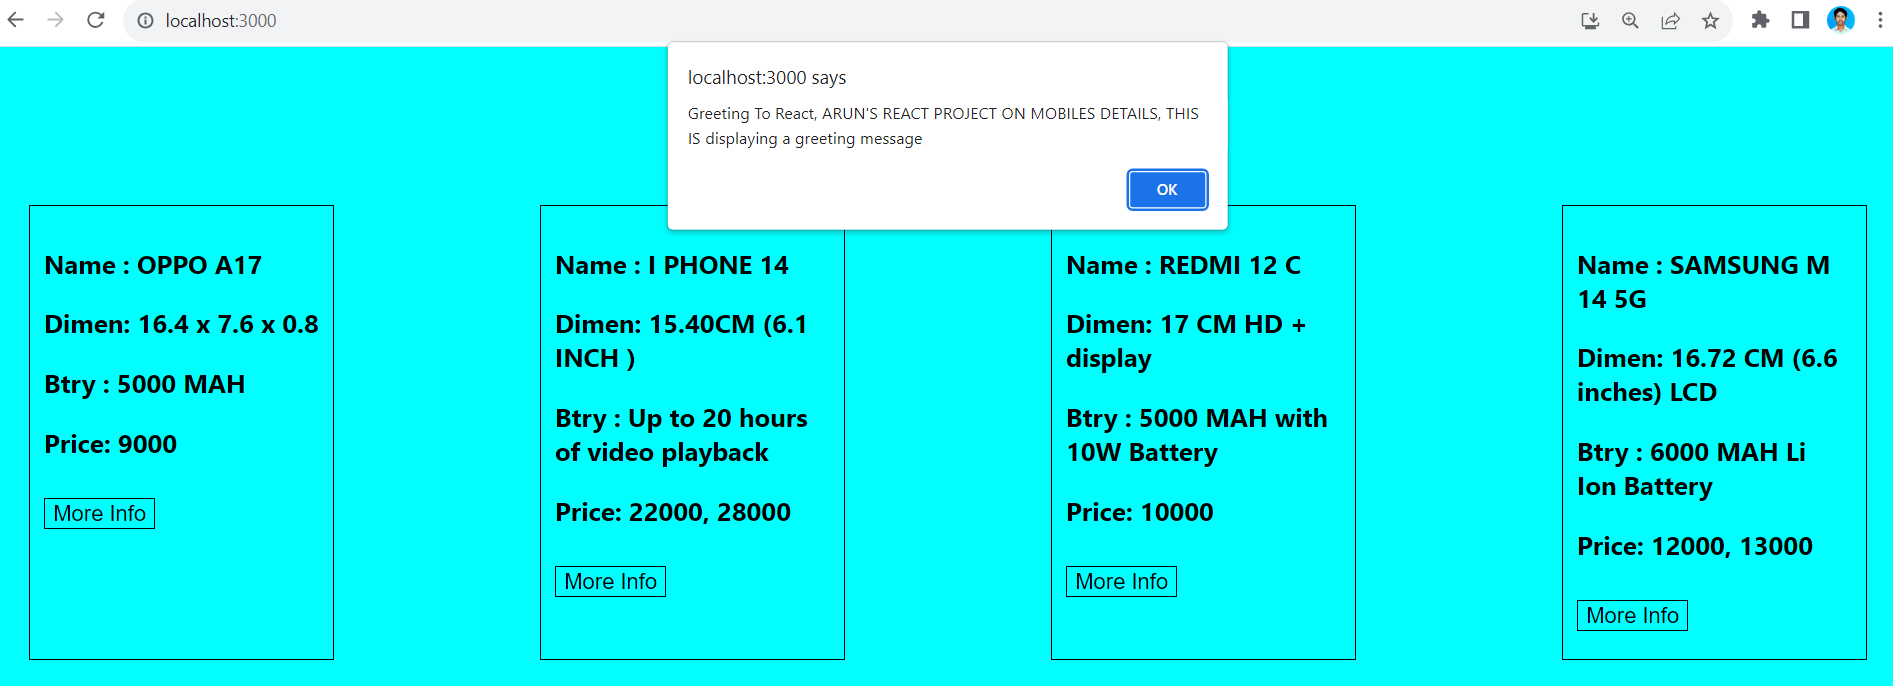 localhost:3000
localhost:3000 says
Greeting To React, ARUN'S REACT PROJECT ON MOBILES DETAILS, THIS
IS displaying a greeting message
OK
Name : OPPO A17
Dimen: 16.4 x 7.6 x 0.8
Btry : 5000 MAH
Price: 9000
More Info
Name : I PHONE 14
Dimen: 15.40CM (6.1
INCH )
Btry : Up to 20 hours
of video playback
Price: 22000, 28000
More Info
Name : REDMI 12 C
Dimen: 17 CM HD +
display
Btry : 5000 MAH with
10W Battery
Price: 10000
More Info
Name : SAMSUNG M
14 5G
Dimen: 16.72 CM (6.6
inches) LCD
Btry : 6000 MAH Li
Ion Battery
Price: 12000, 13000
More Info